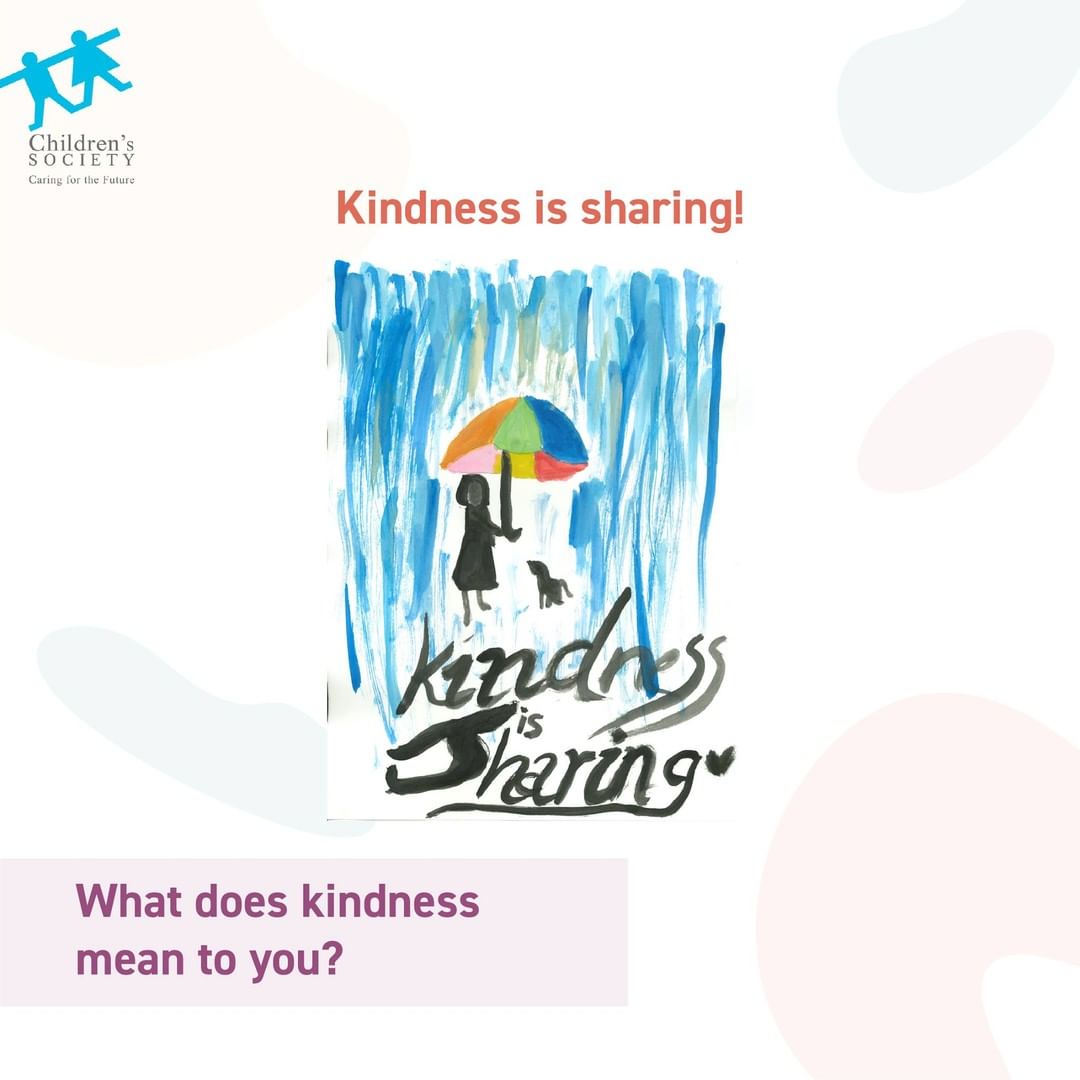 Children's
SOCIETY
Caring for the Future
Kindness is sharing!
kindness
is
Sharing
What does kindness
mean to you?